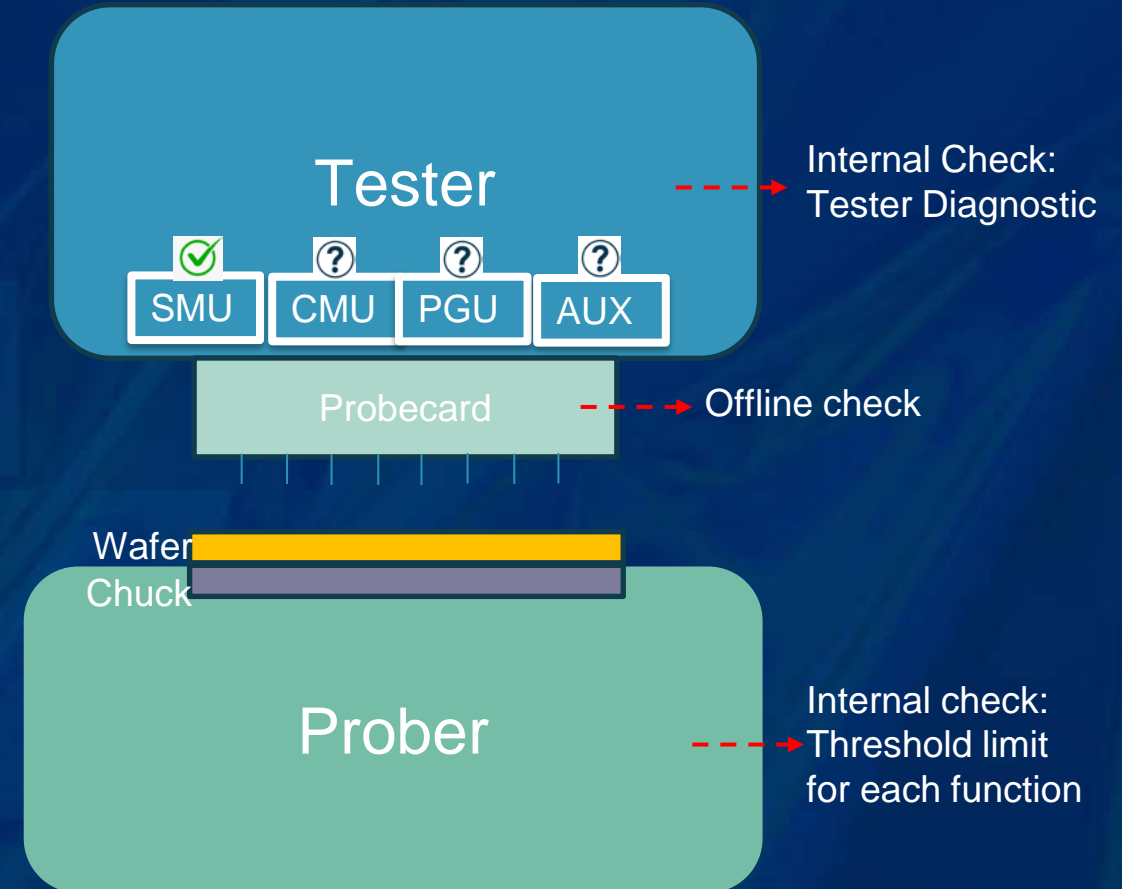 Tester
Internal Check:
Tester Diagnostic
SMU
CMU
PGU
AUX
Probecard
Offline check
Wafer
Chuck
Prober
Internal check:
Threshold limit
for each function